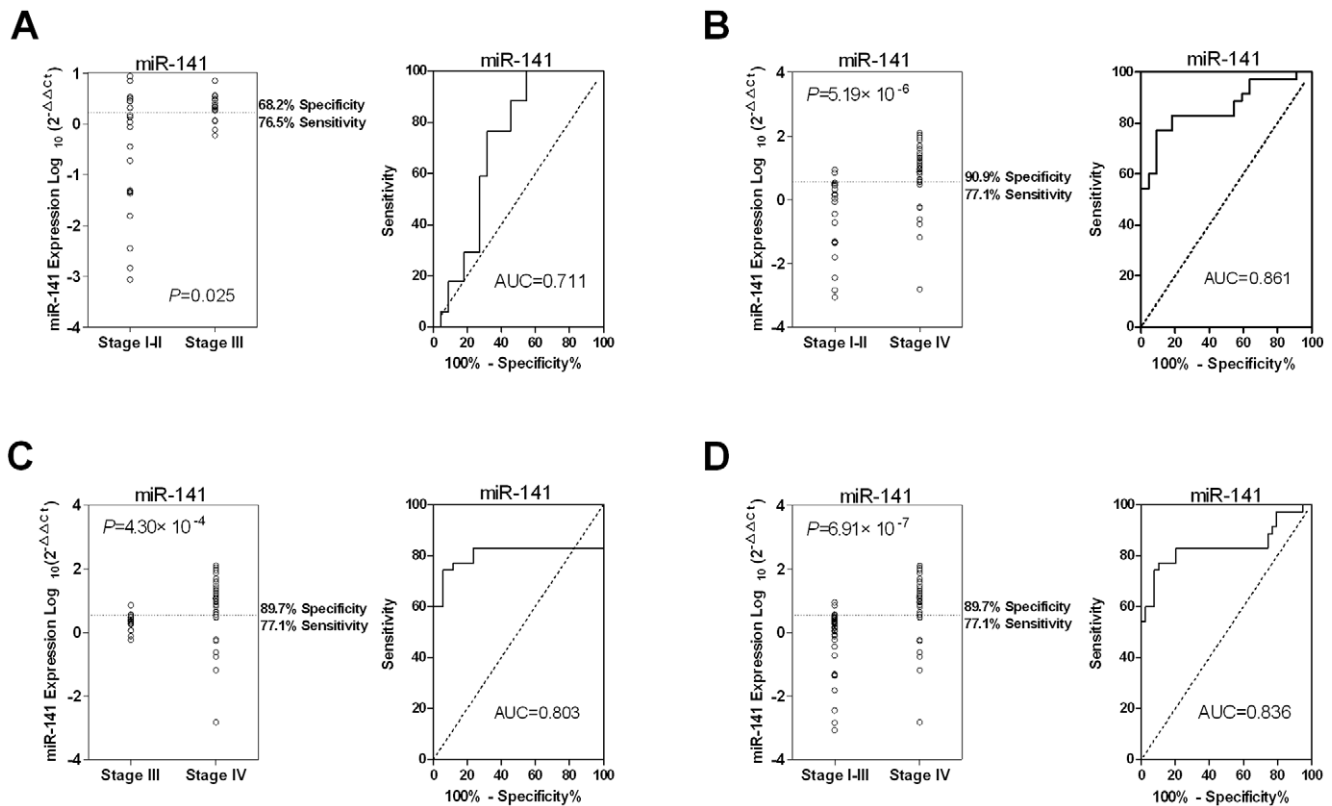 A
miR-141
miR-141 Expression Log 10 (2-ΔΔCt)
1
0
-1
-2
-3
-4
P=0.025
Stage I-II Stage III
68.2% Specificity
76.5% Sensitivity
miR-141
Sensitivity
100
80
60
40
20
0
AUC=0.711
0 20 40 60 80 100
100% - Specificity%
B
miR-141
miR-141 Expression Log 10 (2-ΔΔCt)
4
2
0
-2
-4
P=5.19× 10 -6
Stage I-II Stage IV
90.9% Specificity
77.1% Sensitivity
miR-141
Sensitivity
100
80
60
40
20
0
AUC=0.861
0 20 40 60 80 100
100% - Specificity%
C
miR-141
miR-141 Expression Log 10(2-ΔΔCt)
4
2
0
-2
-4
P=4.30× 10 -4
Stage III Stage IV
89.7% Specificity
77.1% Sensitivity
miR-141
Sensitivity
100
80
60
40
20
0
AUC=0.803
0 20 40 60 80 100
100% - Specificity%
D
miR-141
miR-141 Expression Log 10 (2-ΔΔCt)
4
2
0
-2
-4
P=6.91× 10 -7
Stage I-III Stage IV
89.7% Specificity
77.1% Sensitivity
miR-141
Sensitivity
100
80
60
40
20
0
AUC=0.836
0 20 40 60 80 100
100% - Specificity%